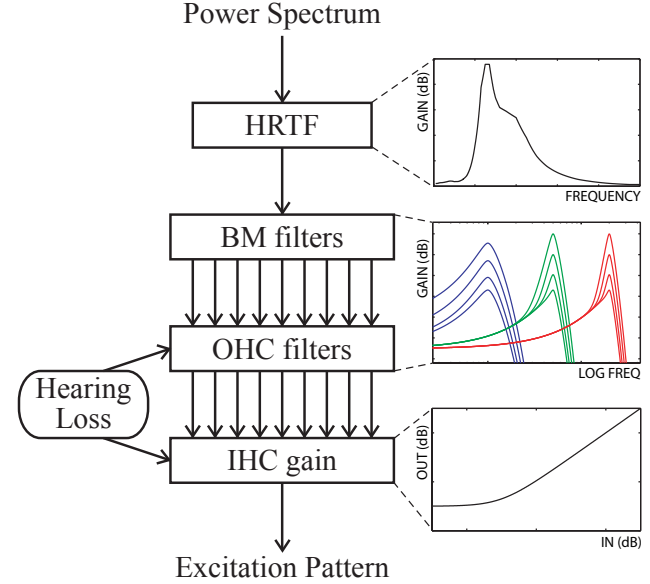 Power Spectrum
HRTF
GAIN (dB)
FREQUENCY
BM filters
GAIN (dB)
OHC filters
LOG FREQ
Hearing
Loss
IHC gain
OUT (dB)
IN (dB)
Excitation Pattern